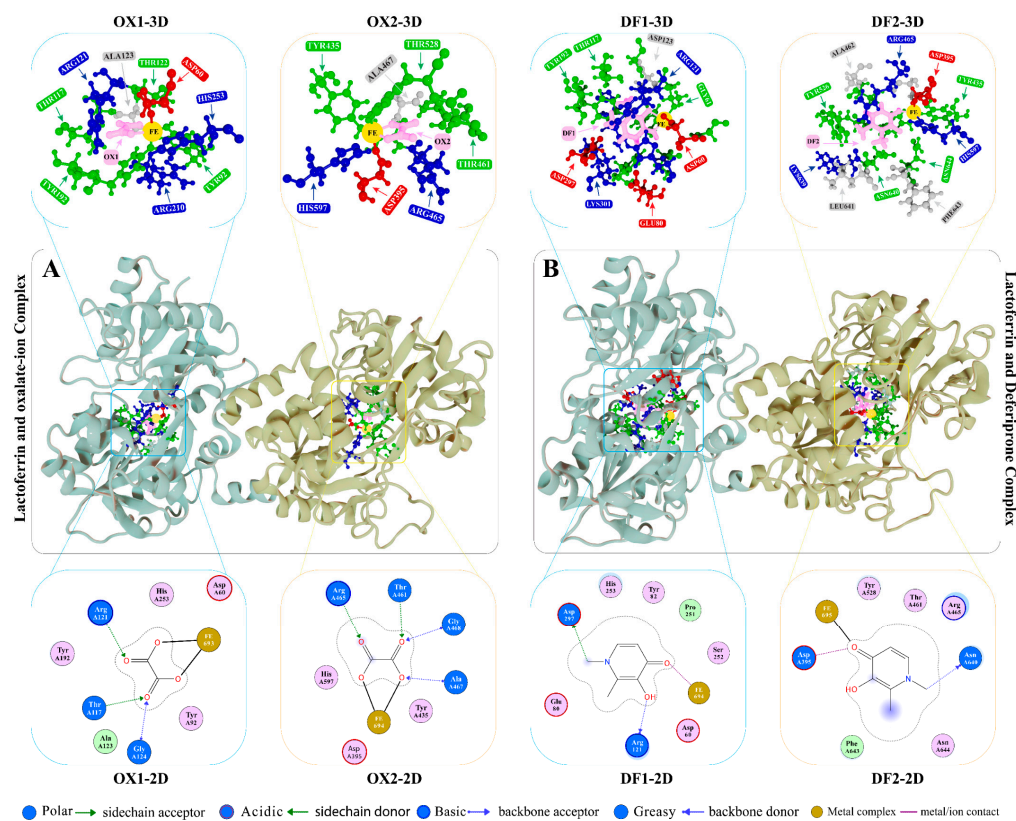 OX1-3D
OX2-3D
DF1-3D
DF2-3D
ARG121
ALA123
THR122
ASP60
THR117
HIS253
FE
OX1
TYR192
ARG210
TYR92
TYR435
THR528
ALA467
FE
OX2
THR461
HIS597
ASP395
ARG465
TYR192
THR117
ASP123
ARG121
GLY61
DF1
FE
ASP297
ASP60
LYS301
GLU80
ALA462
ARG465
ASP395
TYR528
TYR435
FE
DF2
HIS597
LYS639
ASN640
ASN644
LEU641
PHE643
Lactoferrin and oxalate-ion Complex
A
B
Lactoferrin and Deferiprone Complex
Asp
A60
His
A253
Arg
A121
FE
693
Tyr
A192
Thr
A117
Tyr
A92
Ala
A123
Gly
A124
Arg
A465
Thr
A461
Gly
A468
His
A597
Ala
A467
Tyr
A435
FE
694
Asp
A395
O
O
O
O
O
O
O
O
His
253
Tyr
82
Asp
297
Pro
251
Ser
252
Glu
80
FE
694
Asp
60
Arg
121
N
O
OH
Tyr
A528
Thr
A461
FE
695
Arg
A465
Asp
A395
Asn
A640
Phe
A643
Asn
A644
O
HO
N
OX1-2D
OX2-2D
DF1-2D
DF2-2D
Polar sidechain acceptor Acidic sidechain donor Basic backbone acceptor Greasy backbone donor Metal complex metal/ion contact